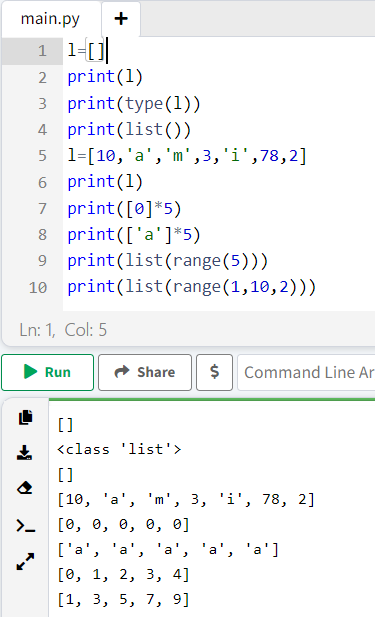 main.py +
1 l=[]
2 print(l)
3 print(type(l))
4 print(list())
5 l=[10,'a','m',3,'i',78,2]
6 print(l)
7 print([0]*5)
8 print(['a']*5)
9 print(list(range(5)))
10 print(list(range(1,10,2)))
Ln: 1, Col: 5
Run Share $ Command Line Ar
[]
<class 'list'>
[]
[10, 'a', 'm', 3, 'i', 78, 2]
[0, 0, 0, 0, 0]
['a', 'a', 'a', 'a', 'a']
[0, 1, 2, 3, 4]
[1, 3, 5, 7, 9]